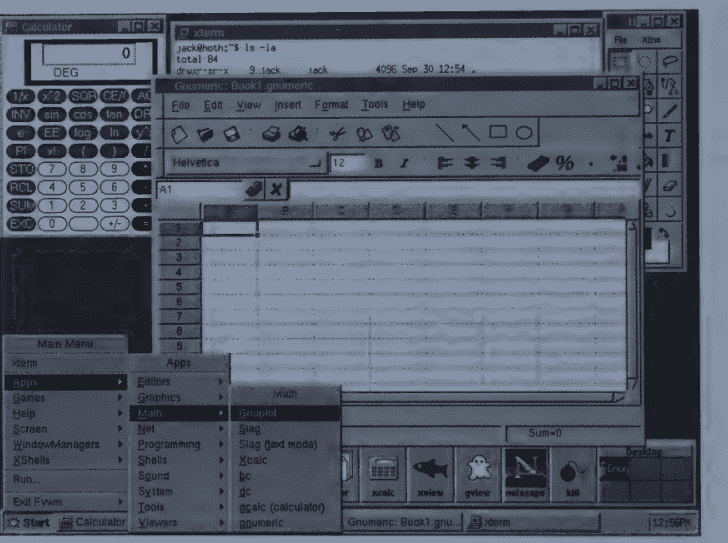 Calculator
0
DEG
1/x x^2 SQR CE/C AC
INV sin cos tan DR
e EE log ln y^
PI x! ( )
STO 7 8 9
RCL 4 5 6 -
SUM 1 2 3 +
EXC 0 . +/- =
xterm
jack@hoth:~$ ls -la
total 84
drwxr-sr-x 9 jack jack 4096 Sep 30 12:54 .
File Xtns
Gnumeric: Book1.gnumeric
File Edit View Insert Format Tools Help
Helvetica 12 B I %
A1
1
2
3
4
5
6
7
8
9
Sum=0
Main Menu
xterm
Apps
Games
Help
Screen
WindowManagers
XShells
Run...
Exit Fvwm
Apps
Editors
Graphics
Math
Net
Programming
Shells
Sound
System
Tools
Viewers
Math
Gnuplot
Slag
Slag (text mode)
Xcalc
bc
dc
gcalc (calculator)
gnumeric
xcalc xview gview netscape kill
Desktop
Gnu
Start Calculator Gnumeric: Book1.gnu... xterm 12:56PM